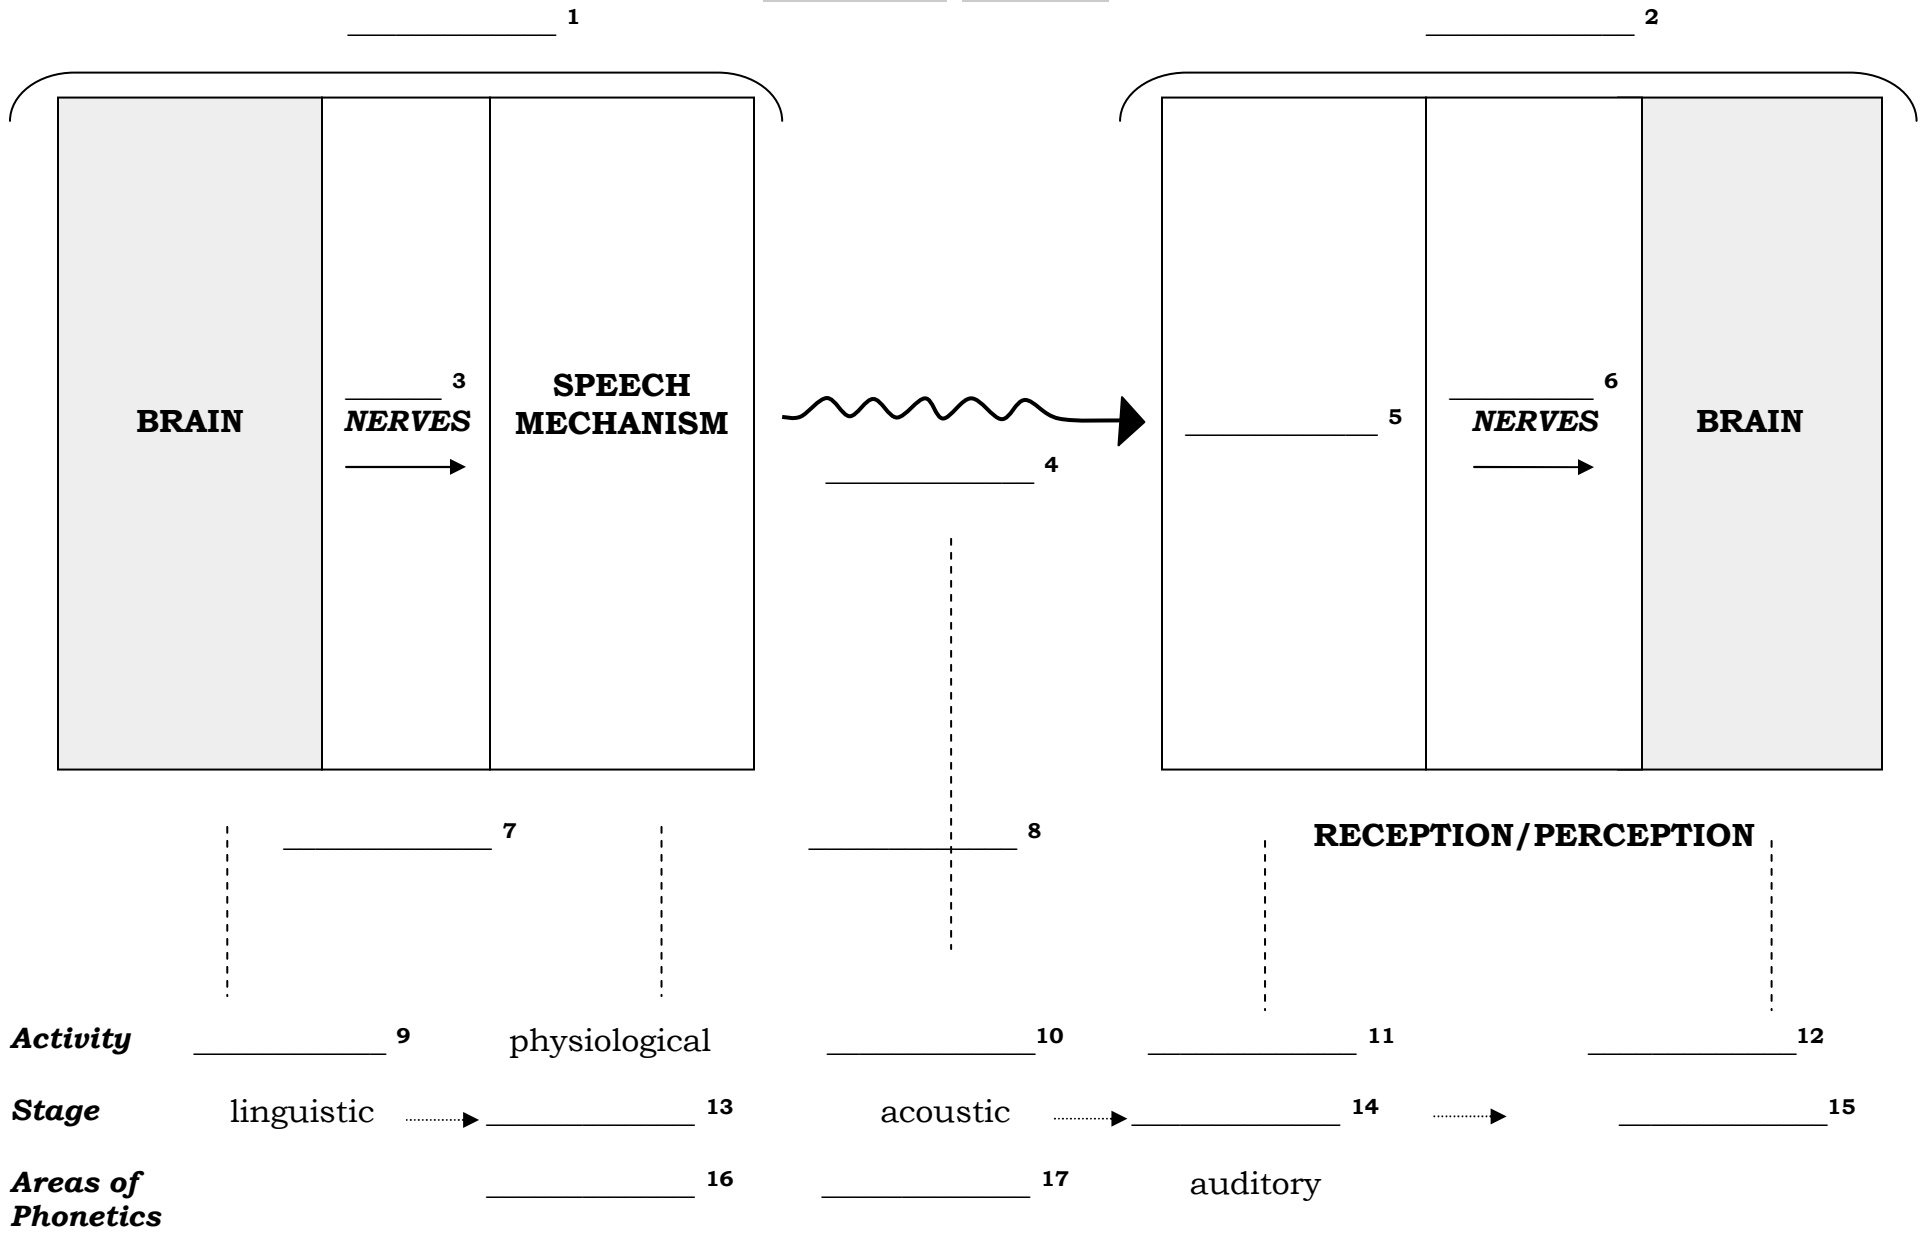 1
2
3
NERVES
BRAIN
SPEECH
MECHANISM
4
5
6
NERVES
BRAIN
7
8
RECEPTION/PERCEPTION
Activity 9 physiological 10 11 12
Stage linguistic 13 acoustic 14 15
Areas of
Phonetics
16 17 auditory